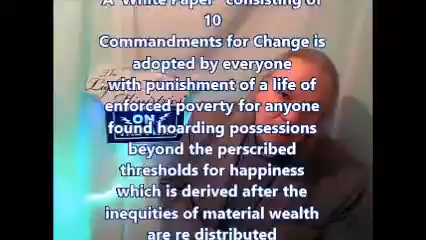 A "White Paper" consisting of
10
Commandments for Change is
adopted by everyone
with punishment of a life of
enforced poverty for anyone
found hoarding possessions
beyond the perscribed
thresholds for happiness
which is derived after the
inequities of material wealth
are re distributed
The
ON